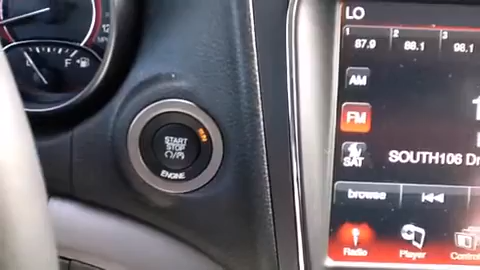 LO
1 2 3
87.9 88.1 98.1
AM
FM
SAT
SOUTH106
browse
Radio
Player
F
START
STOP
ENGINE